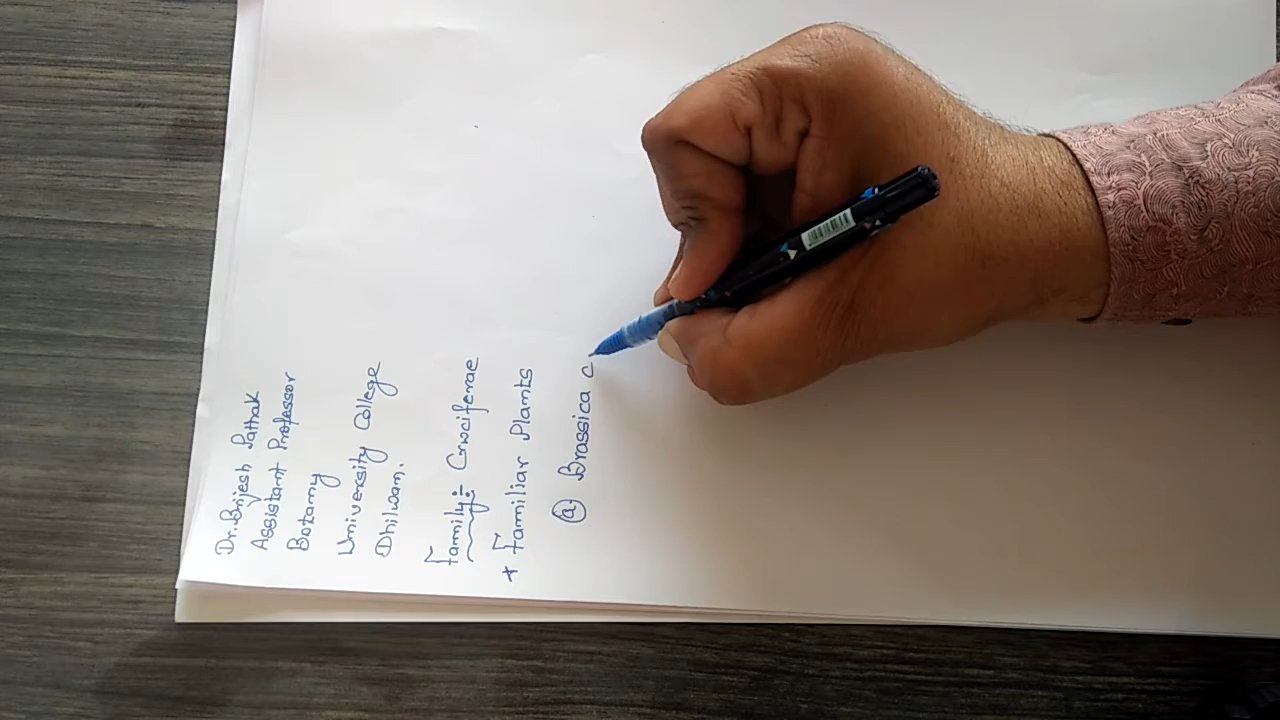 Dr. Brijesh Pathak
Assistant Professor
Botany
University College
Dhilwan.
Family:- Cruciferae
+ Familiar Plants
(a) Brassica c